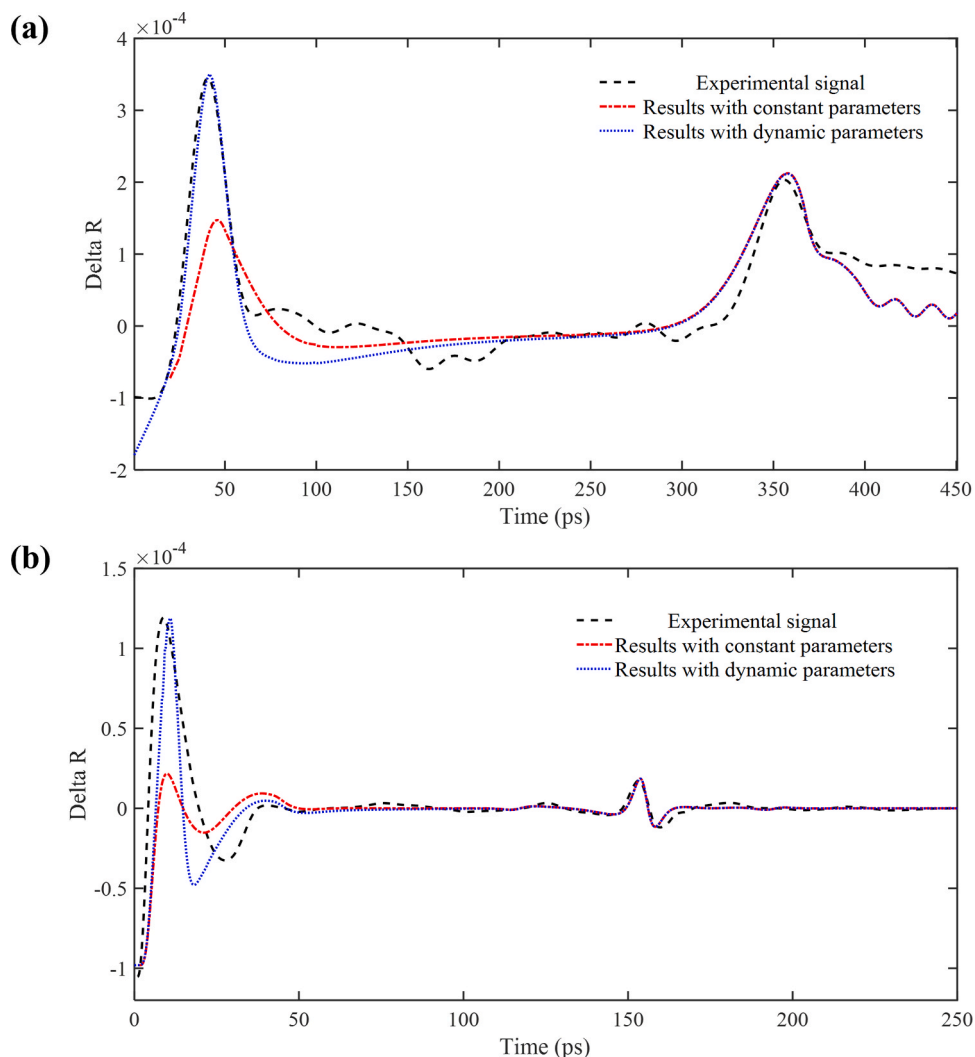 (a)
×10⁻⁴
4
3
2
1
0
-1
-2
Delta R
Experimental signal
Results with constant parameters
Results with dynamic parameters
50 100 150 200 250 300 350 400 450
Time (ps)
(b)
×10⁻⁴
1.5
1
0.5
0
-0.5
-1
Delta R
Experimental signal
Results with constant parameters
Results with dynamic parameters
0 50 100 150 200 250
Time (ps)